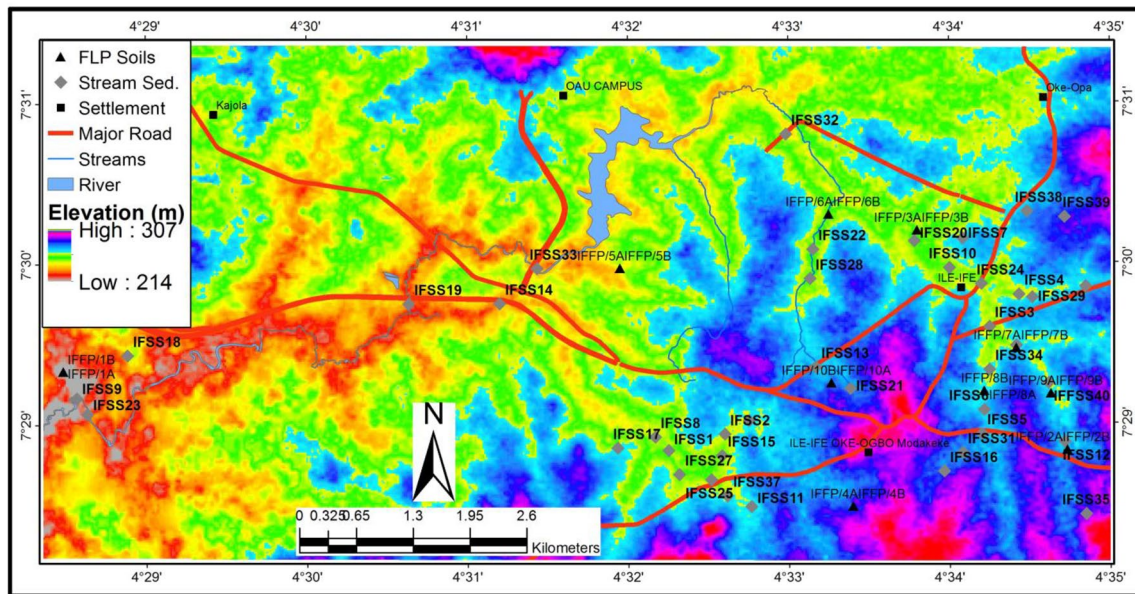 4°29' 4°30' 4°31' 4°32' 4°33' 4°34' 4°35'
FLP Soils
Stream Sed.
Settlement
Major Road
Streams
River
Elevation (m)
High : 307
Low : 214
7°31'
7°30'
7°29'
7°31'
7°30'
7°29'
Kajola
OAU CAMPUS
Oke-Opa
IFSS32
IFSS38
IFSS39
IFFP/6AIFFP/6B
IFFP/3AIFFP/3B
IFSS20
IFSS7
IFSS22
IFSS33
IFFP/5AIFFP/5B
IFSS10
IFSS28
IFSS24
IFSS4
ILE-IFE
IFSS29
IFSS19
IFSS14
IFSS3
IFFP/7AIFFP/7B
IFSS18
IFSS13
IFSS34
IFFP/1B
IFFP/1A
IFFP/10BIFFP/10A
IFSS21
IFFP/8B
IFFP/9AIFFP/9B
IFFP/8A
IFSS40
IFSS9
IFSS23
IFSS5
IFSS17
IFSS8
IFSS2
IFSS1
IFSS15
ILE-IFE OKE-OGBO Modakeke
IFSS31
IFSS12
IFSS27
IFSS16
IFSS37
IFSS25
IFSS11
IFFP/4AIFFP/4B
IFSS35
N
0 0.325 0.65 1.3 1.95 2.6
Kilometers
4°29' 4°30' 4°31' 4°32' 4°33' 4°34' 4°35'